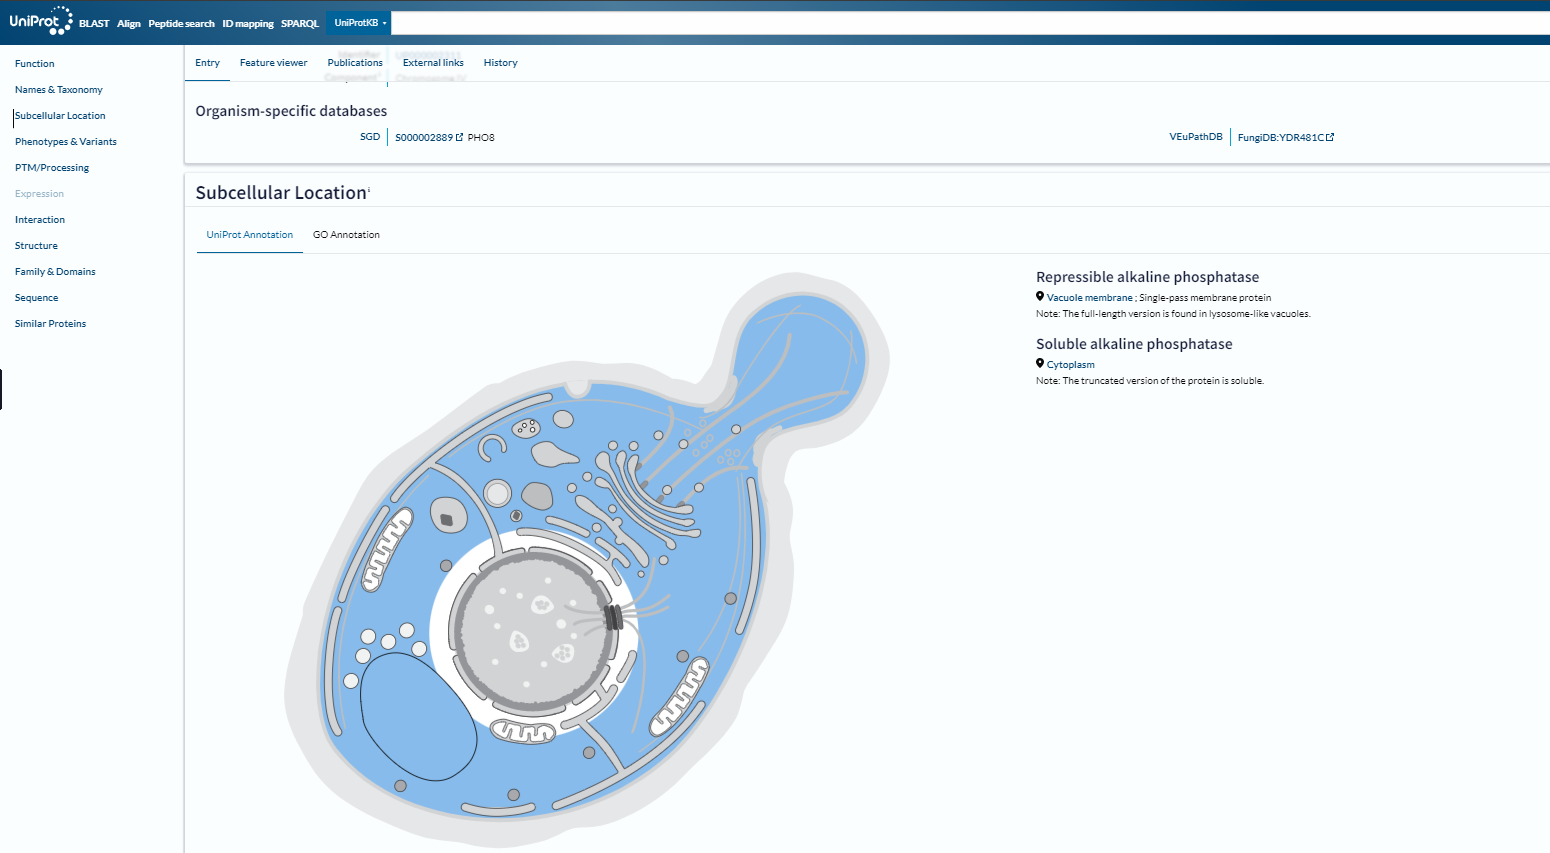 UniProt BLAST Align Peptide search ID mapping SPARQL UniProtKB
Function
Names & Taxonomy
Subcellular Location
Phenotypes & Variants
PTM/Processing
Expression
Interaction
Structure
Family & Domains
Sequence
Similar Proteins
Entry Feature viewer Publications External links History
Organism-specific databases
SGD S000002889 PHO8 VEuPathDB FungiDB:YDR481C
Subcellular Location i
UniProt Annotation GO Annotation
Repressible alkaline phosphatase
Vacuole membrane ; Single-pass membrane protein
Note: The full-length version is found in lysosome-like vacuoles.
Soluble alkaline phosphatase
Cytoplasm
Note: The truncated version of the protein is soluble.